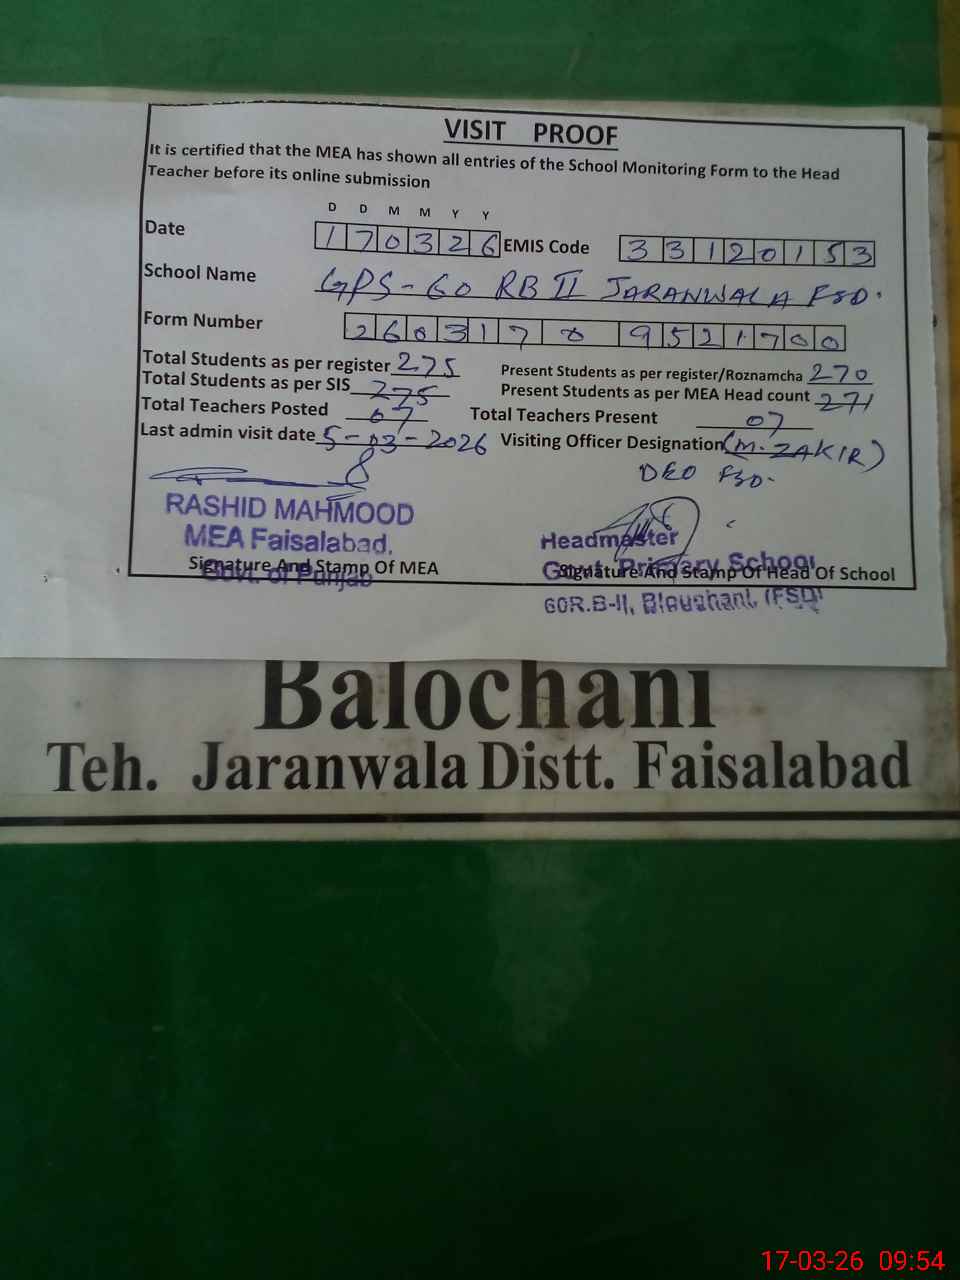 VISIT PROOF
It is certified that the MEA has shown all entries of the School Monitoring Form to the Head
Teacher before its online submission
D D M M Y Y
Date 170326 EMIS Code 33120153
School Name GPS-60 RB II JARANWALA FSD.
Form Number 26031709521700
Total Students as per register 275 Present Students as per register/Roznamcha 270
Total Students as per SIS 275 Present Students as per MEA Head count 271
Total Teachers Posted 07 Total Teachers Present 07
Last admin visit date 5-03-2026 Visiting Officer Designation (M. ZAKIR)
DEO FSD.
RASHID MAHMOOD
MEA Faisalabad,
Govt. of Punjab
Signature And Stamp Of MEA
Headmaster
Govt. Primary School
Signature And Stamp Of Head Of School
60R.B-II, (FSD)
Balochani
Teh. Jaranwala Distt. Faisalabad
17-03-26 09:54